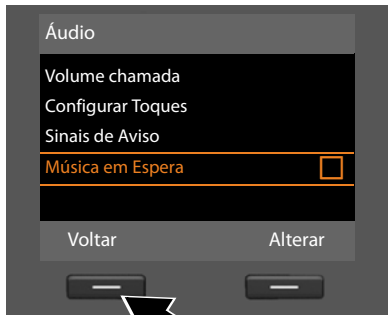 Áudio
Volume chamada
Configurar Toques
Sinais de Aviso
Música em Espera
Voltar Alterar